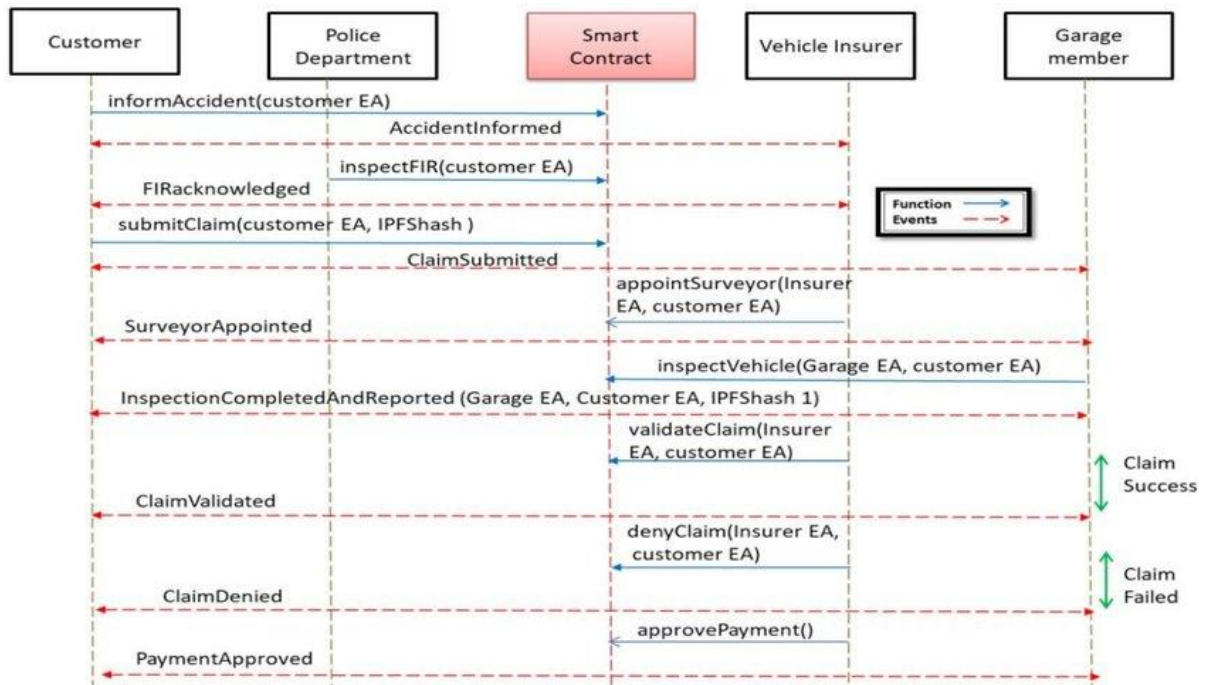 Customer
Police
Department
Smart
Contract
Vehicle Insurer
Garage
member
informAccident(customer EA)
AccidentInformed
inspectFIR(customer EA)
FIRacknowledged
Function
Events
submitClaim(customer EA, IPFShash )
ClaimSubmitted
appointSurveyor(Insurer
EA, customer EA)
SurveyorAppointed
inspectVehicle(Garage EA, customer EA)
InspectionCompletedAndReported (Garage EA, Customer EA, IPFShash 1)
validateClaim(Insurer
EA, customer EA)
Claim
Success
ClaimValidated
denyClaim(Insurer EA,
customer EA)
Claim
Failed
ClaimDenied
approvePayment()
PaymentApproved